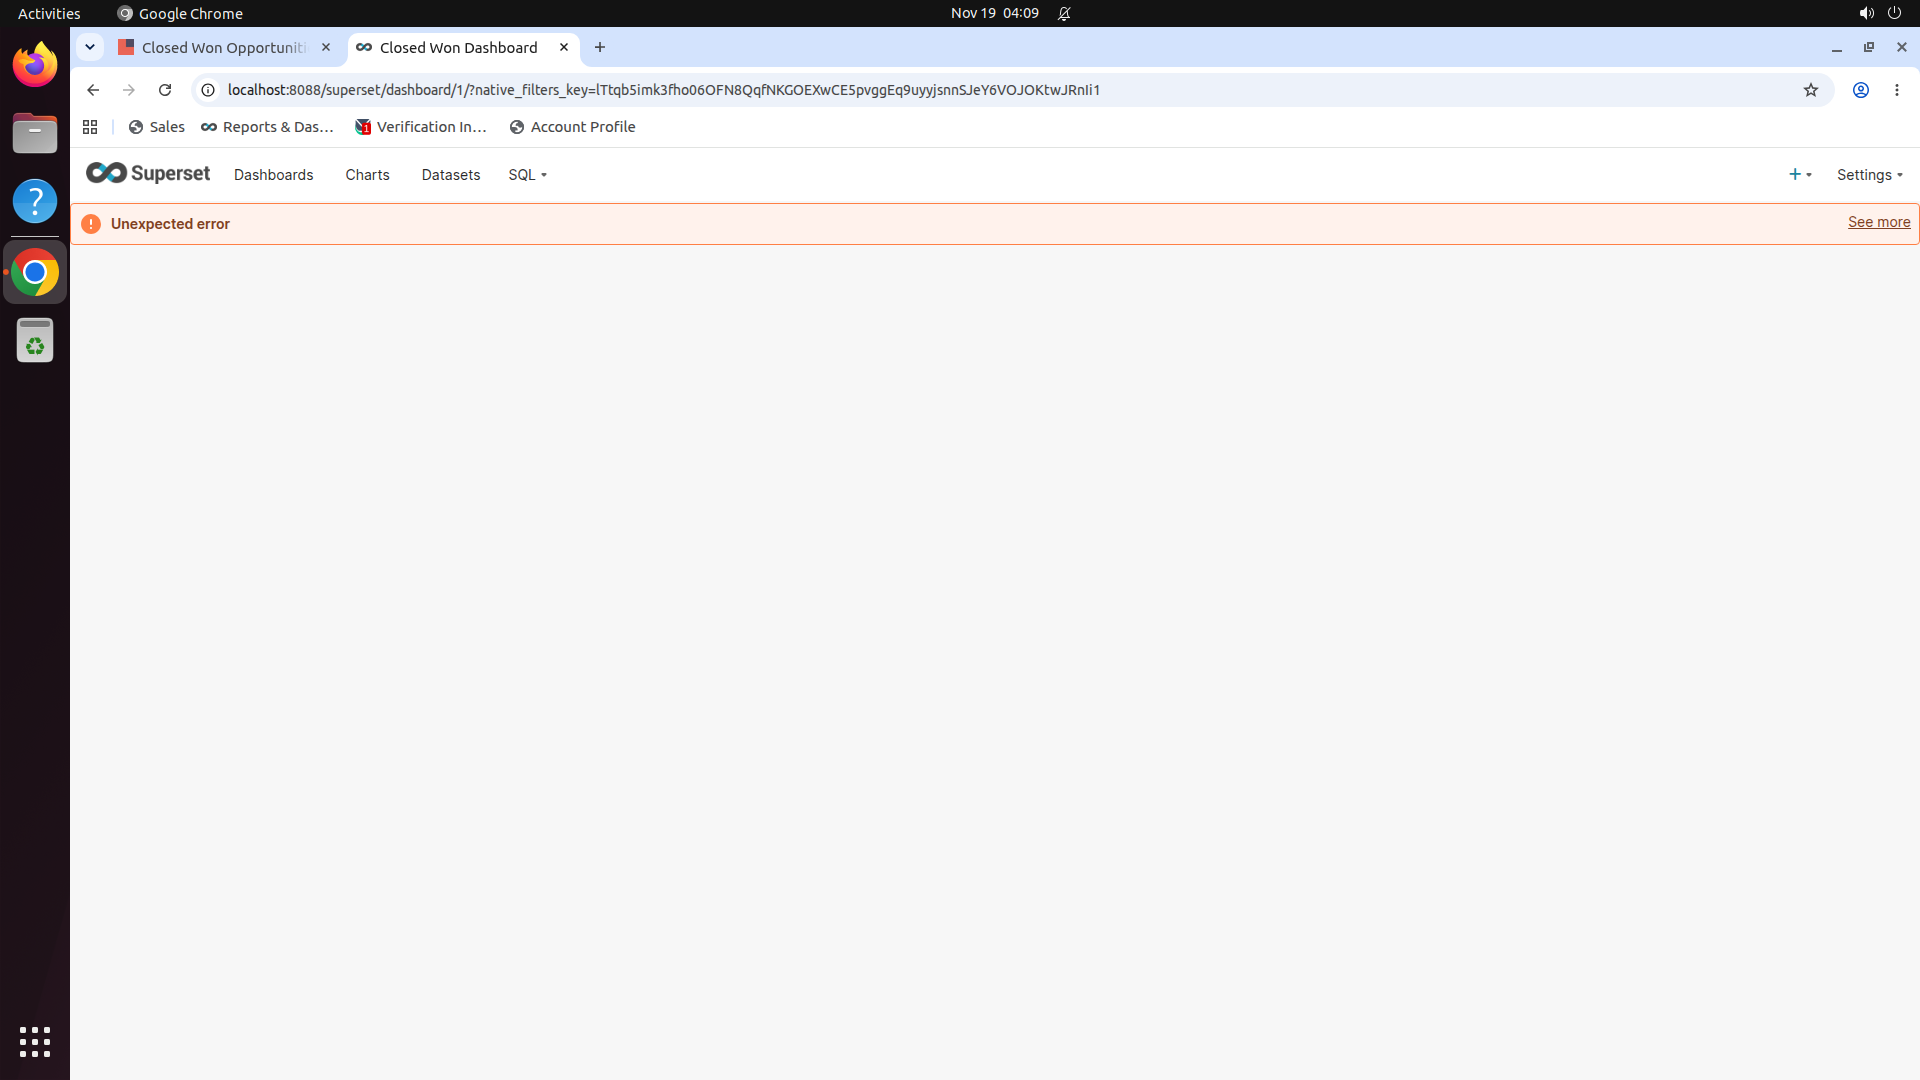 Activities
Google Chrome
Nov 19 04:09
Closed Won Opportuniti
Closed Won Dashboard
localhost:8088/superset/dashboard/1/?native_filters_key=lTtqb5imk3fho06OFN8QqfNKGOEXwCE5pvggEq9uyyjsnnSJeY6VOJOKtwJRnIi1
Sales
Reports & Das...
Verification In...
Account Profile
Superset
Dashboards
Charts
Datasets
SQL
Settings
Unexpected error
See more